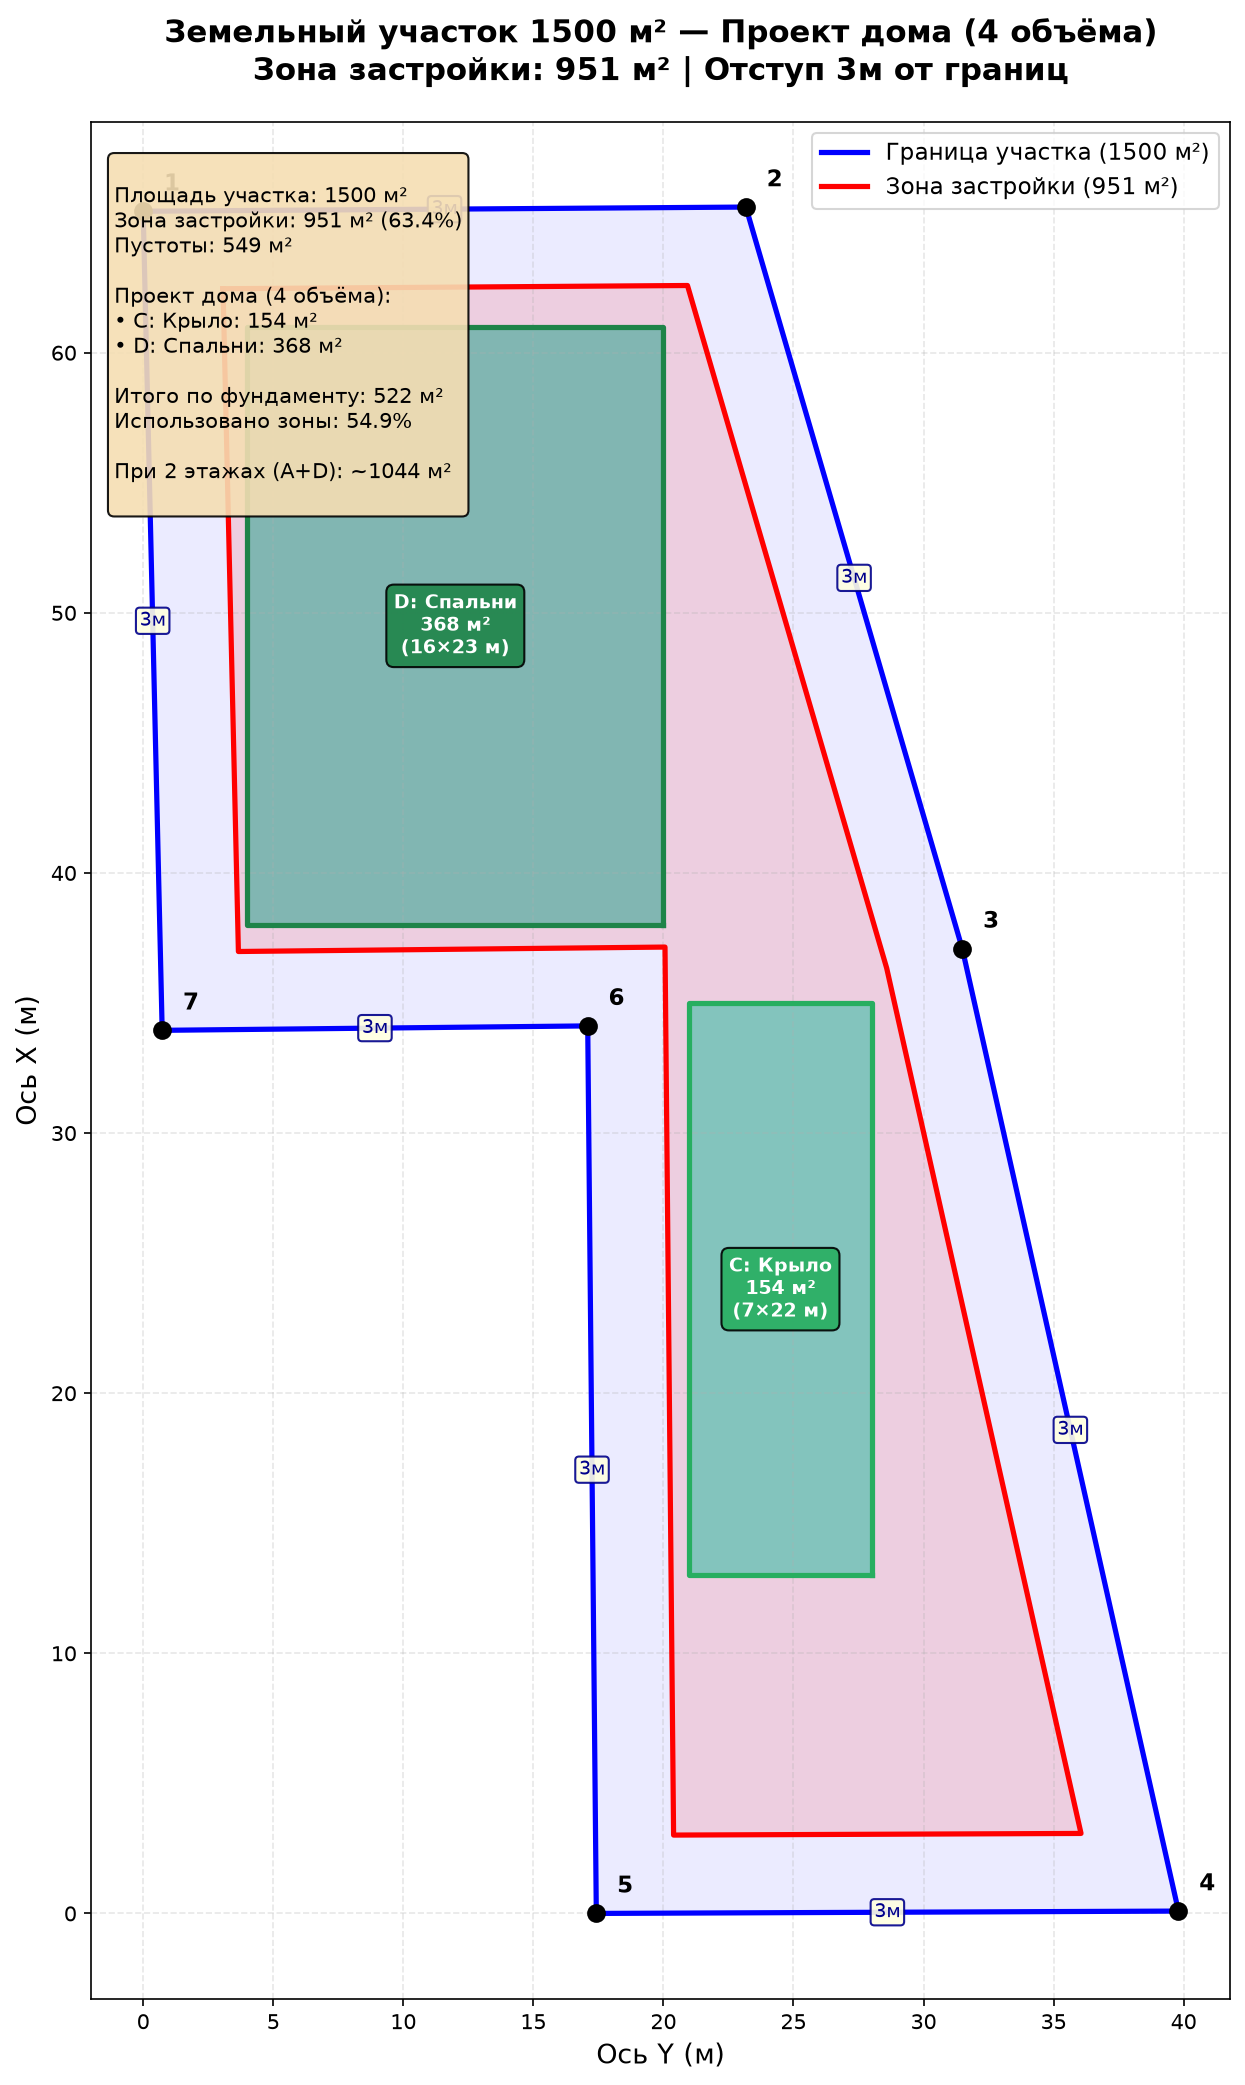 Земельный участок 1500 м² — Проект дома (4 объёма)
Зона застройки: 951 м² | Отступ 3м от границ
Граница участка (1500 м²)
Зона застройки (951 м²)
1
2
3м
Площадь участка: 1500 м²
Зона застройки: 951 м² (63.4%)
Пустоты: 549 м²
Проект дома (4 объёма):
• C: Крыло: 154 м²
• D: Спальни: 368 м²
Итого по фундаменту: 522 м²
Использовано зоны: 54.9%
При 2 этажах (A+D): ~1044 м²
60
3м
D: Спальни
368 м²
(16×23 м)
50
3м
40
3
7
6
3м
Ось X (м)
30
C: Крыло
154 м²
(7×22 м)
20
3м
3м
10
5
4
3м
0
0
5
10
15
20
25
30
35
40
Ось Y (м)